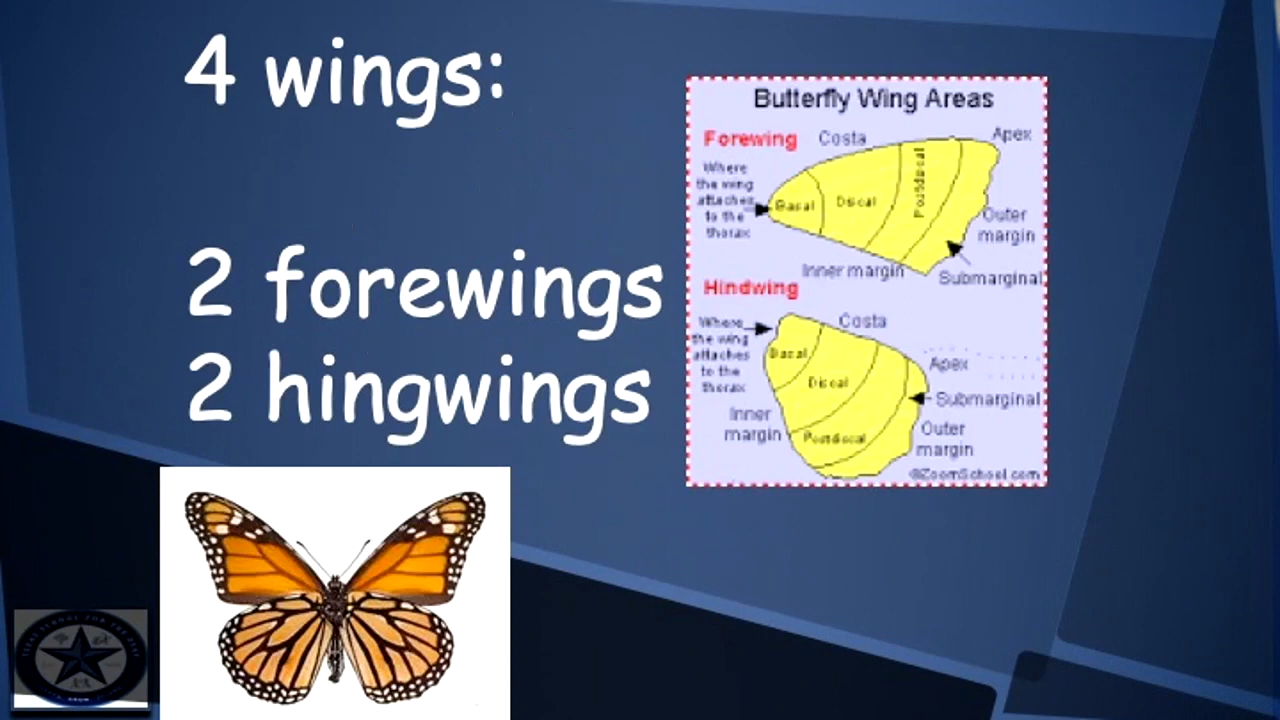 4 wings:
2 forewings
2 hingwings
Butterfly Wing Areas
Forewing
Costa
Apex
Where
the wing
attaches
to the
thorax
Basal
Discal
Postdiscal
Outer
margin
Inner margin
Submarginal
Hindwing
Where
the wing
attaches
to the
thorax
Costa
Basal
Apex
Discal
Submarginal
Inner
margin
Postdiscal
Outer
margin
©ZoomSchool.com